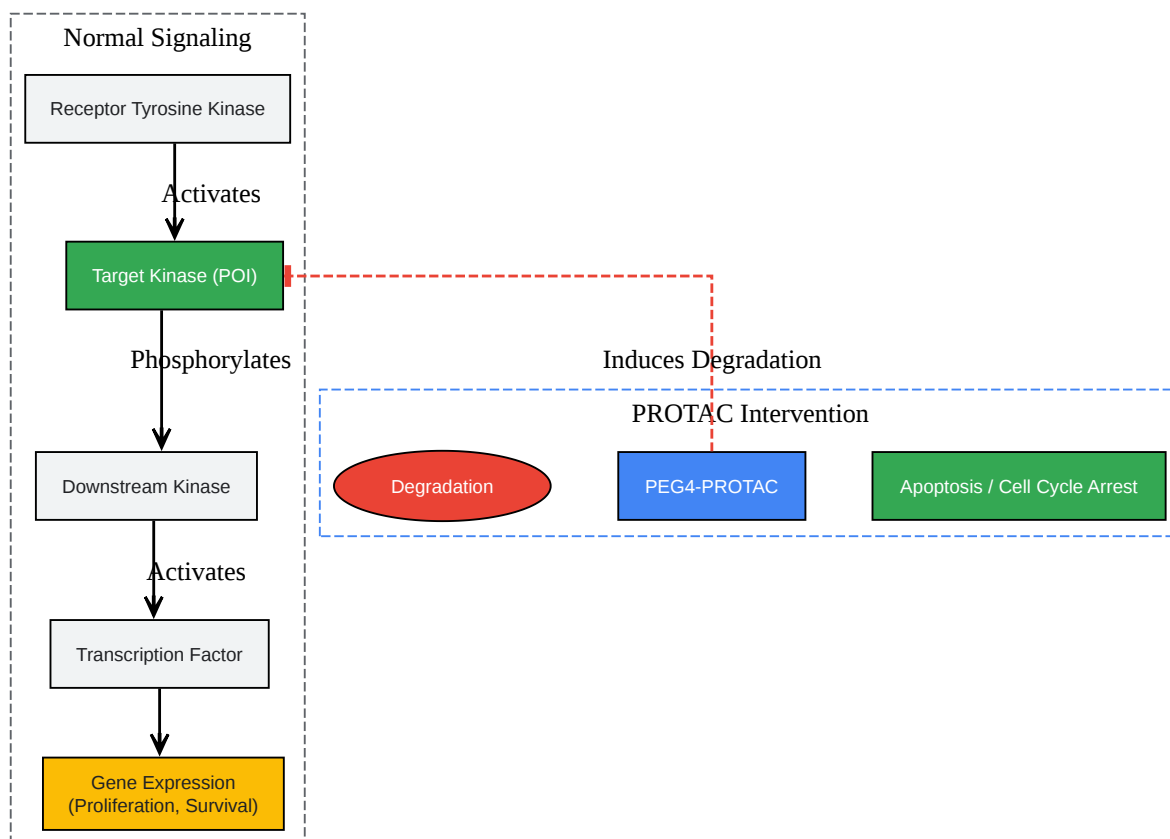 Normal Signaling
Receptor Tyrosine Kinase
Activates
Target Kinase (POI)
Phosphorylates
Downstream Kinase
Activates
Transcription Factor
Gene Expression
(Proliferation, Survival)
Induces Degradation
PROTAC Intervention
Degradation
PEG4-PROTAC
Apoptosis / Cell Cycle Arrest